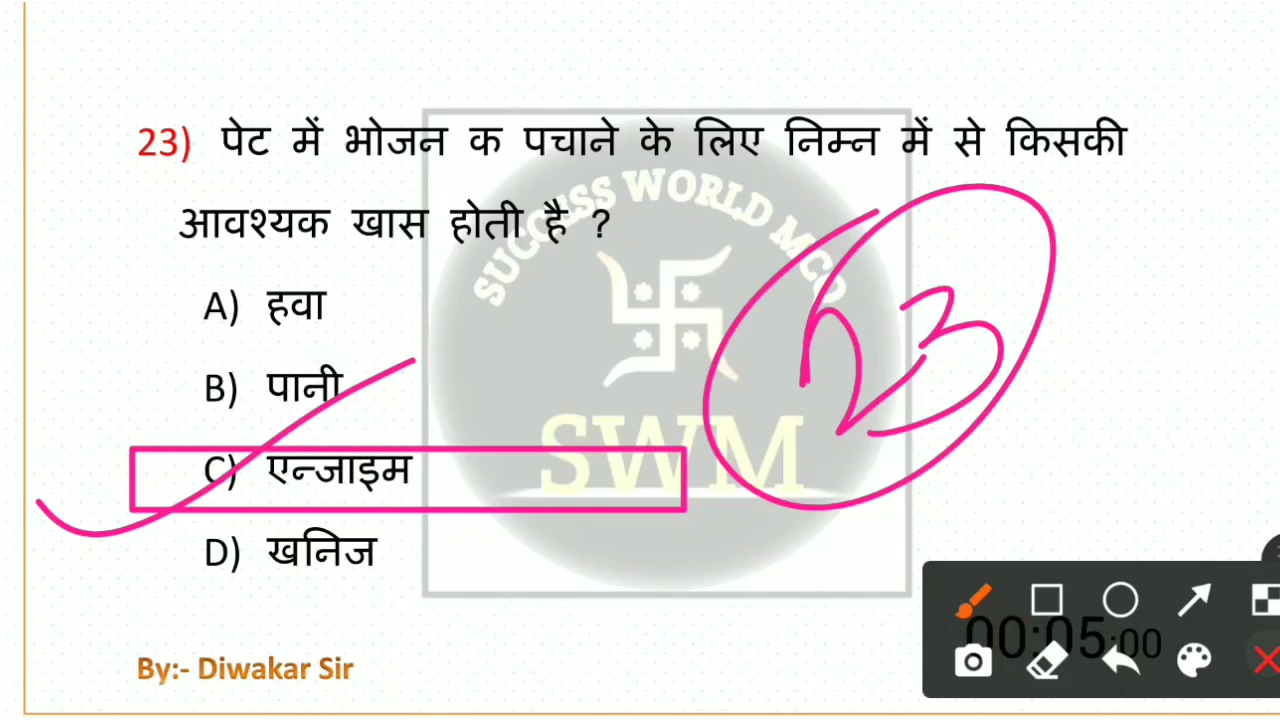 23) पेट में भोजन क पचाने के लिए निम्न में से किसकी
आवश्यक खास होती है ?
A) हवा
B) पानी
C) एन्जाइम
D) खनिज
SUCCESS WORLD MCQ
SWM
23
By:- Diwakar Sir
00:05:00